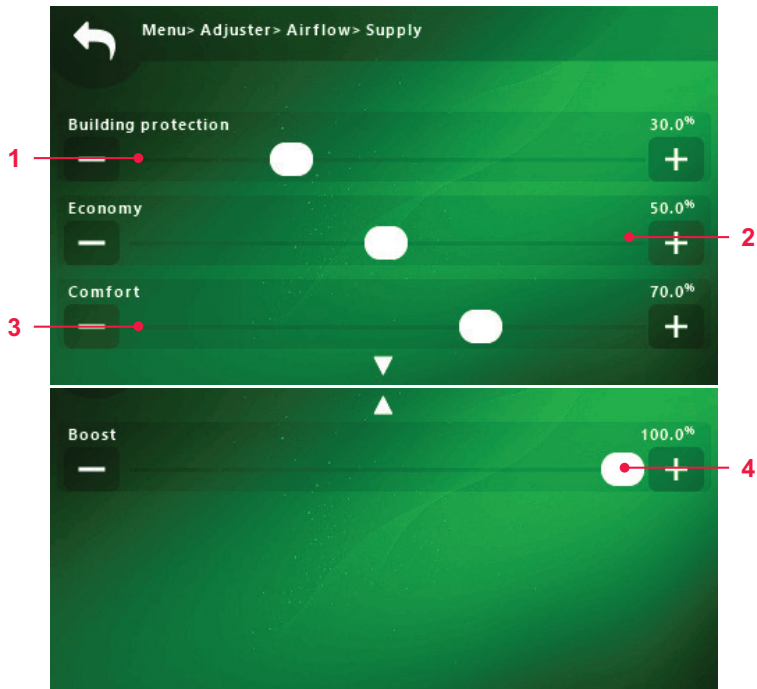 Menu> Adjuster> Airflow> Supply
Building protection 30.0%
1
Economy 50.0%
2
Comfort 70.0%
3
Boost 100.0%
4